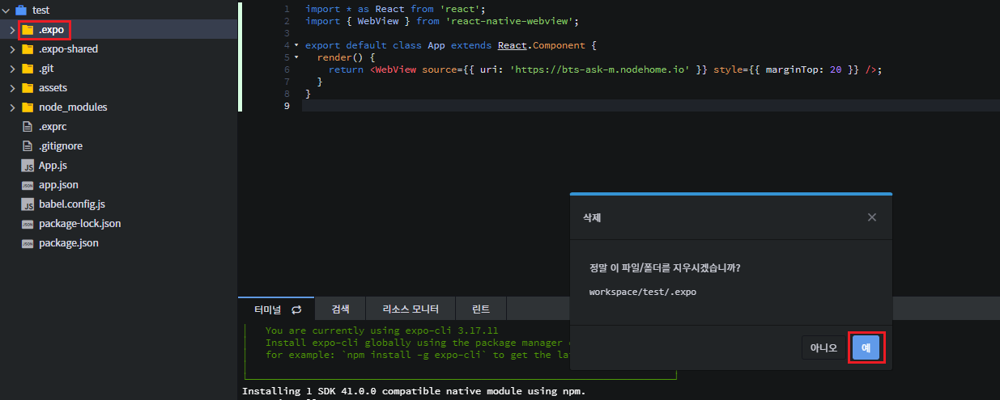 test
.expo
.expo-shared
.git
assets
node_modules
.exprc
.gitignore
JS App.js
JSON app.json
JS babel.config.js
JSON package-lock.json
JSON package.json
1 import * as React from 'react';
2 import { WebView } from 'react-native-webview';
3
4 export default class App extends React.Component {
5 render() {
6 return <WebView source={{ uri: 'https://bts-ask-m.nodehome.io' }} style={{ marginTop: 20 }} />;
7 }
8 }
9
삭제
정말 이 파일/폴더를 지우시겠습니까?
workspace/test/.expo
아니오 예
터미널 검색 리소스 모니터 린트
You are currently using expo-cli 3.17.11
Install expo-cli globally using the package manager
for example: `npm install -g expo-cli` to get the
Installing 1 SDK 41.0.0 compatible native module using npm.